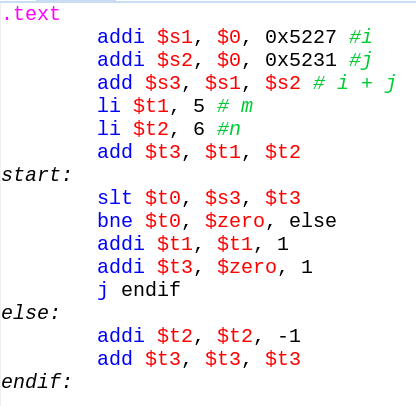 .text
addi $s1, $0, 0x5227 #i
addi $s2, $0, 0x5231 #j
add $s3, $s1, $s2 # i + j
li $t1, 5 # m
li $t2, 6 #n
add $t3, $t1, $t2
start:
slt $t0, $s3, $t3
bne $t0, $zero, else
addi $t1, $t1, 1
addi $t3, $zero, 1
j endif
else:
addi $t2, $t2, -1
add $t3, $t3, $t3
endif: